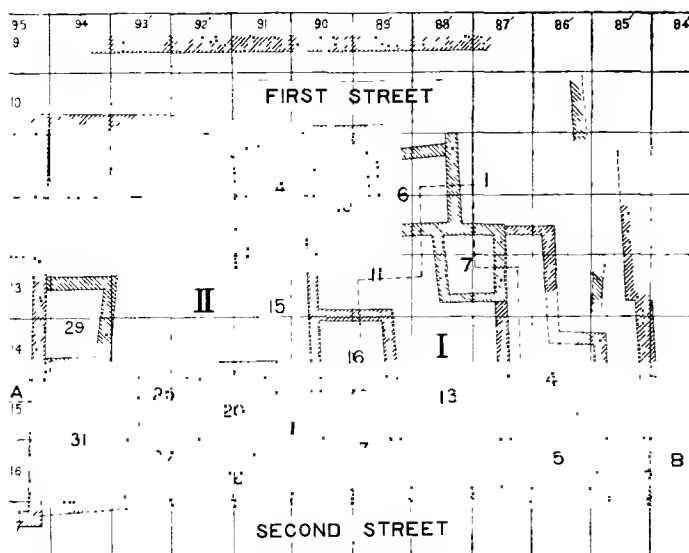 95 94 93' 92' 91 90 89' 88' 87' 86' 85' 84'
9
FIRST STREET
10
4 6 1
11 7
13 II 15
29 I
14 16
A 4
15 20 13
31 5 B
16
SECOND STREET